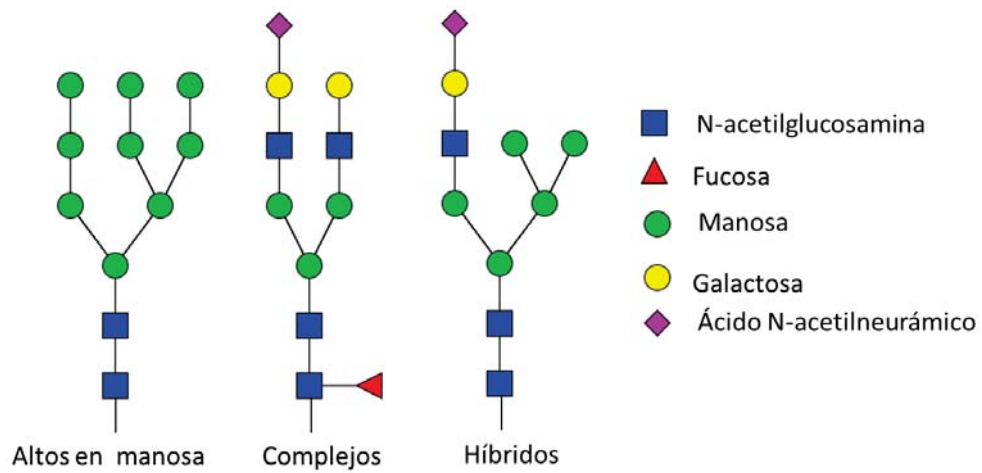 N-acetilglucosamina
Fucosa
Manosa
Galactosa
Ácido N-acetilneurámico
Altos en manosa
Complejos
Híbridos